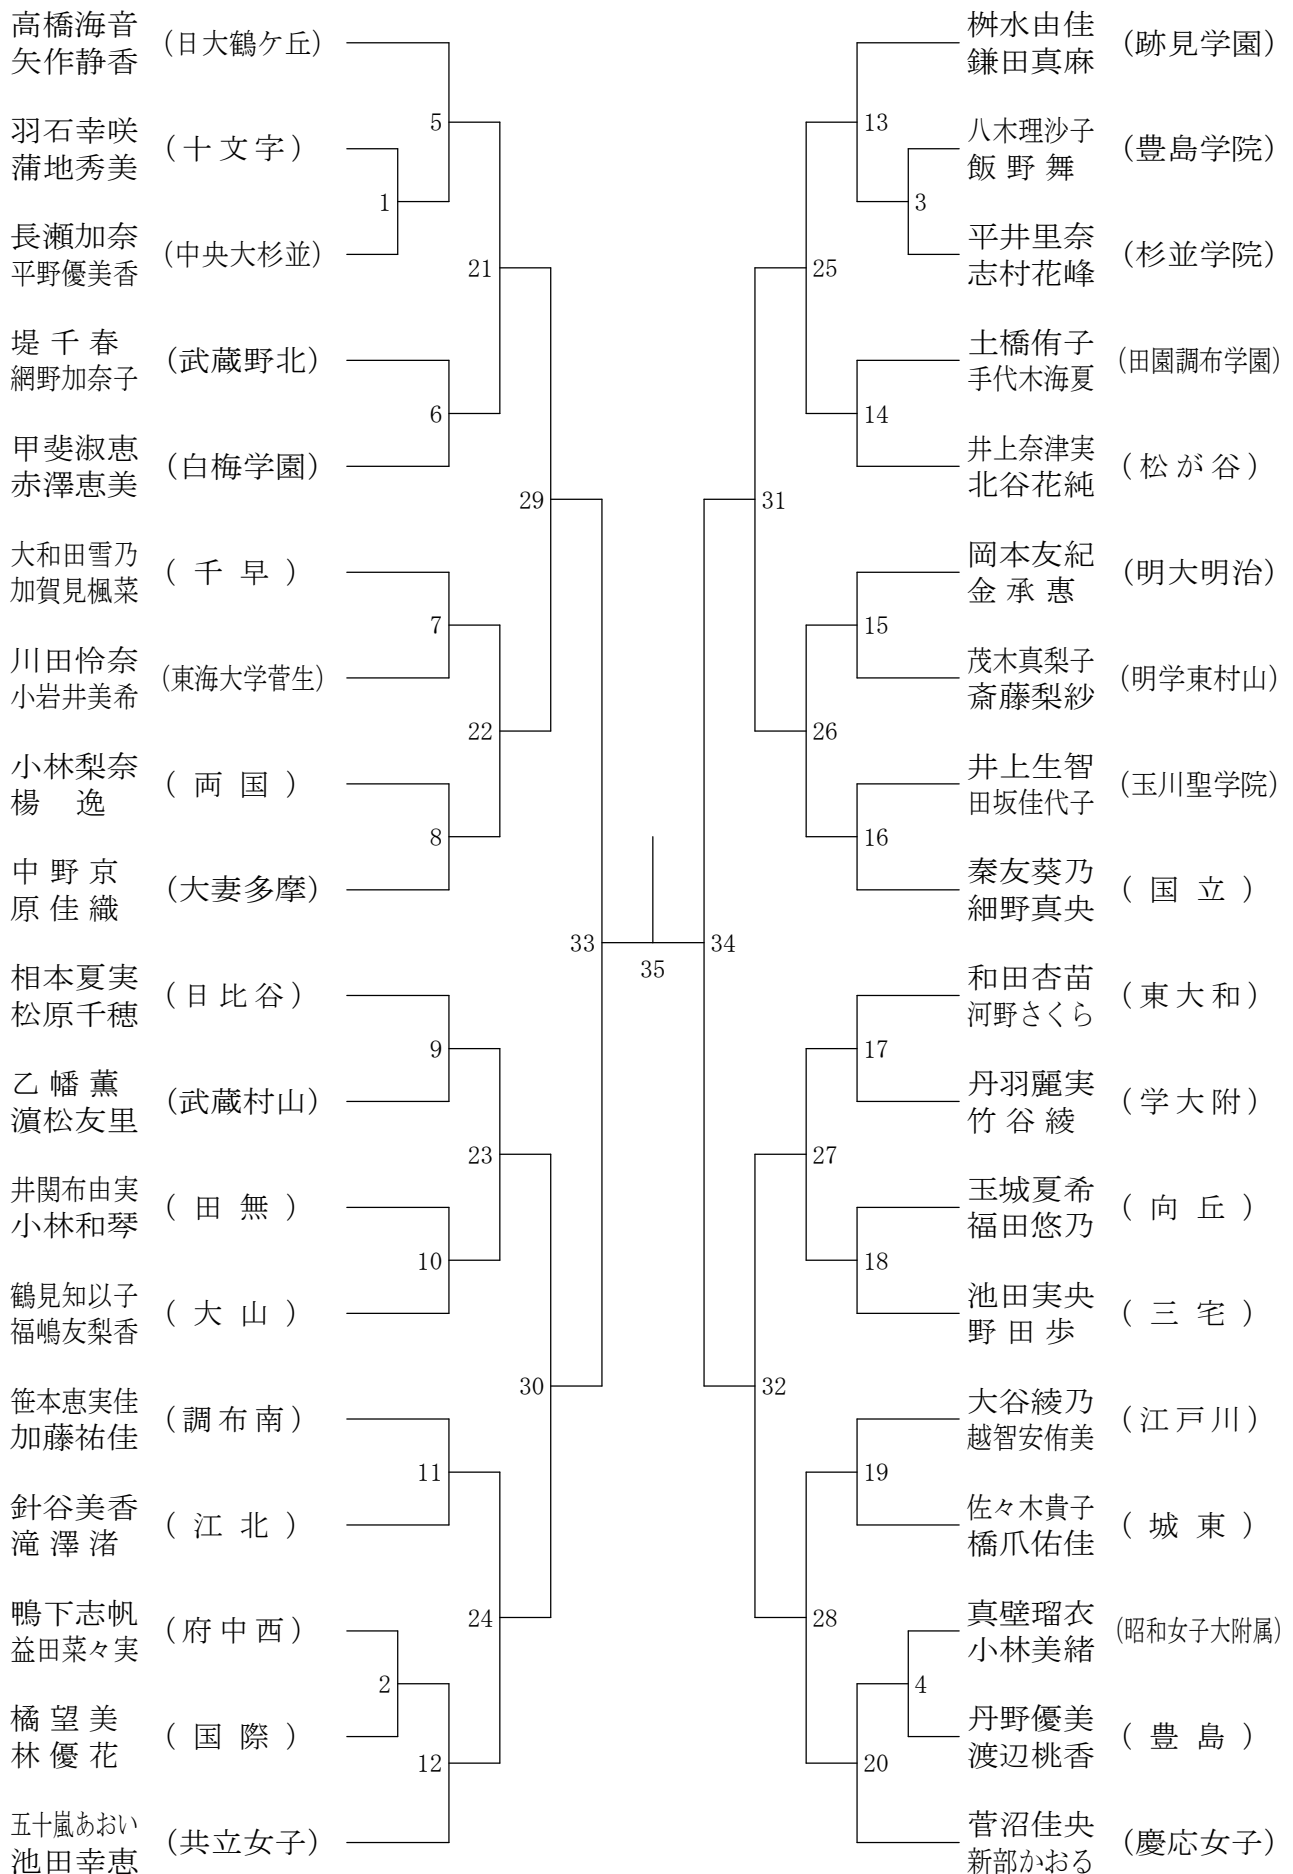 高橋海音
矢作静香
(日大鶴ケ丘)
羽石幸咲
蒲地秀美
(十文字)
長瀬加奈
平野優美香
(中央大杉並)
堤千春
網野加奈子
(武蔵野北)
甲斐淑恵
赤澤恵美
(白梅学園)
大和田雪乃
加賀見楓菜
(千早)
川田怜奈
小岩井美希
(東海大学菅生)
小林梨奈
楊逸
(両国)
中野京
原佳織
(大妻多摩)
相本夏実
松原千穂
(日比谷)
乙幡薫
濵松友里
(武蔵村山)
井関布由実
小林和琴
(田無)
鶴見知以子
福嶋友梨香
(大山)
笹本恵実佳
加藤祐佳
(調布南)
針谷美香
滝澤渚
(江北)
鴨下志帆
益田菜々実
(府中西)
橘望美
林優花
(国際)
五十嵐あおい
池田幸恵
(共立女子)
1
2
5
6
7
8
9
10
11
12
21
22
23
24
29
30
33
35
34
31
32
25
26
27
28
13
14
15
16
17
18
19
20
3
4
桝水由佳
鎌田真麻
(跡見学園)
八木理沙子
飯野舞
(豊島学院)
平井里奈
志村花峰
(杉並学院)
土橋侑子
手代木海夏
(田園調布学園)
井上奈津実
北谷花純
(松が谷)
岡本友紀
金承惠
(明大明治)
茂木真梨子
斎藤梨紗
(明学東村山)
井上生智
田坂佳代子
(玉川聖学院)
秦友葵乃
細野真央
(国立)
和田杏苗
河野さくら
(東大和)
丹羽麗実
竹谷綾
(学大附)
玉城夏希
福田悠乃
(向丘)
池田実央
野田歩
(三宅)
大谷綾乃
越智安侑美
(江戸川)
佐々木貴子
橋爪佑佳
(城東)
真壁瑠衣
小林美緒
(昭和女子大附属)
丹野優美
渡辺桃香
(豊島)
菅沼佳央
新部かおる
(慶応女子)